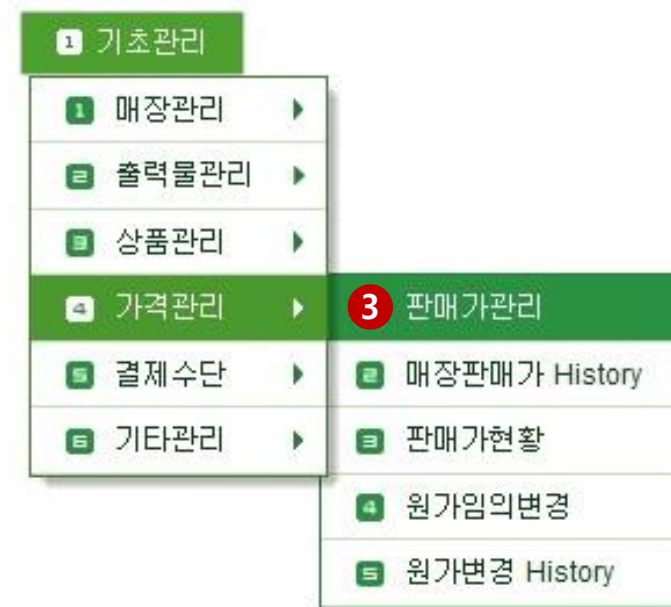 1 기초관리
1 매장관리
2 출력물관리
3 상품관리
4 가격관리
3 판매가관리
5 결제수단
2 매장판매가 History
6 기타관리
3 판매가현황
4 원가임의변경
5 원가변경 History